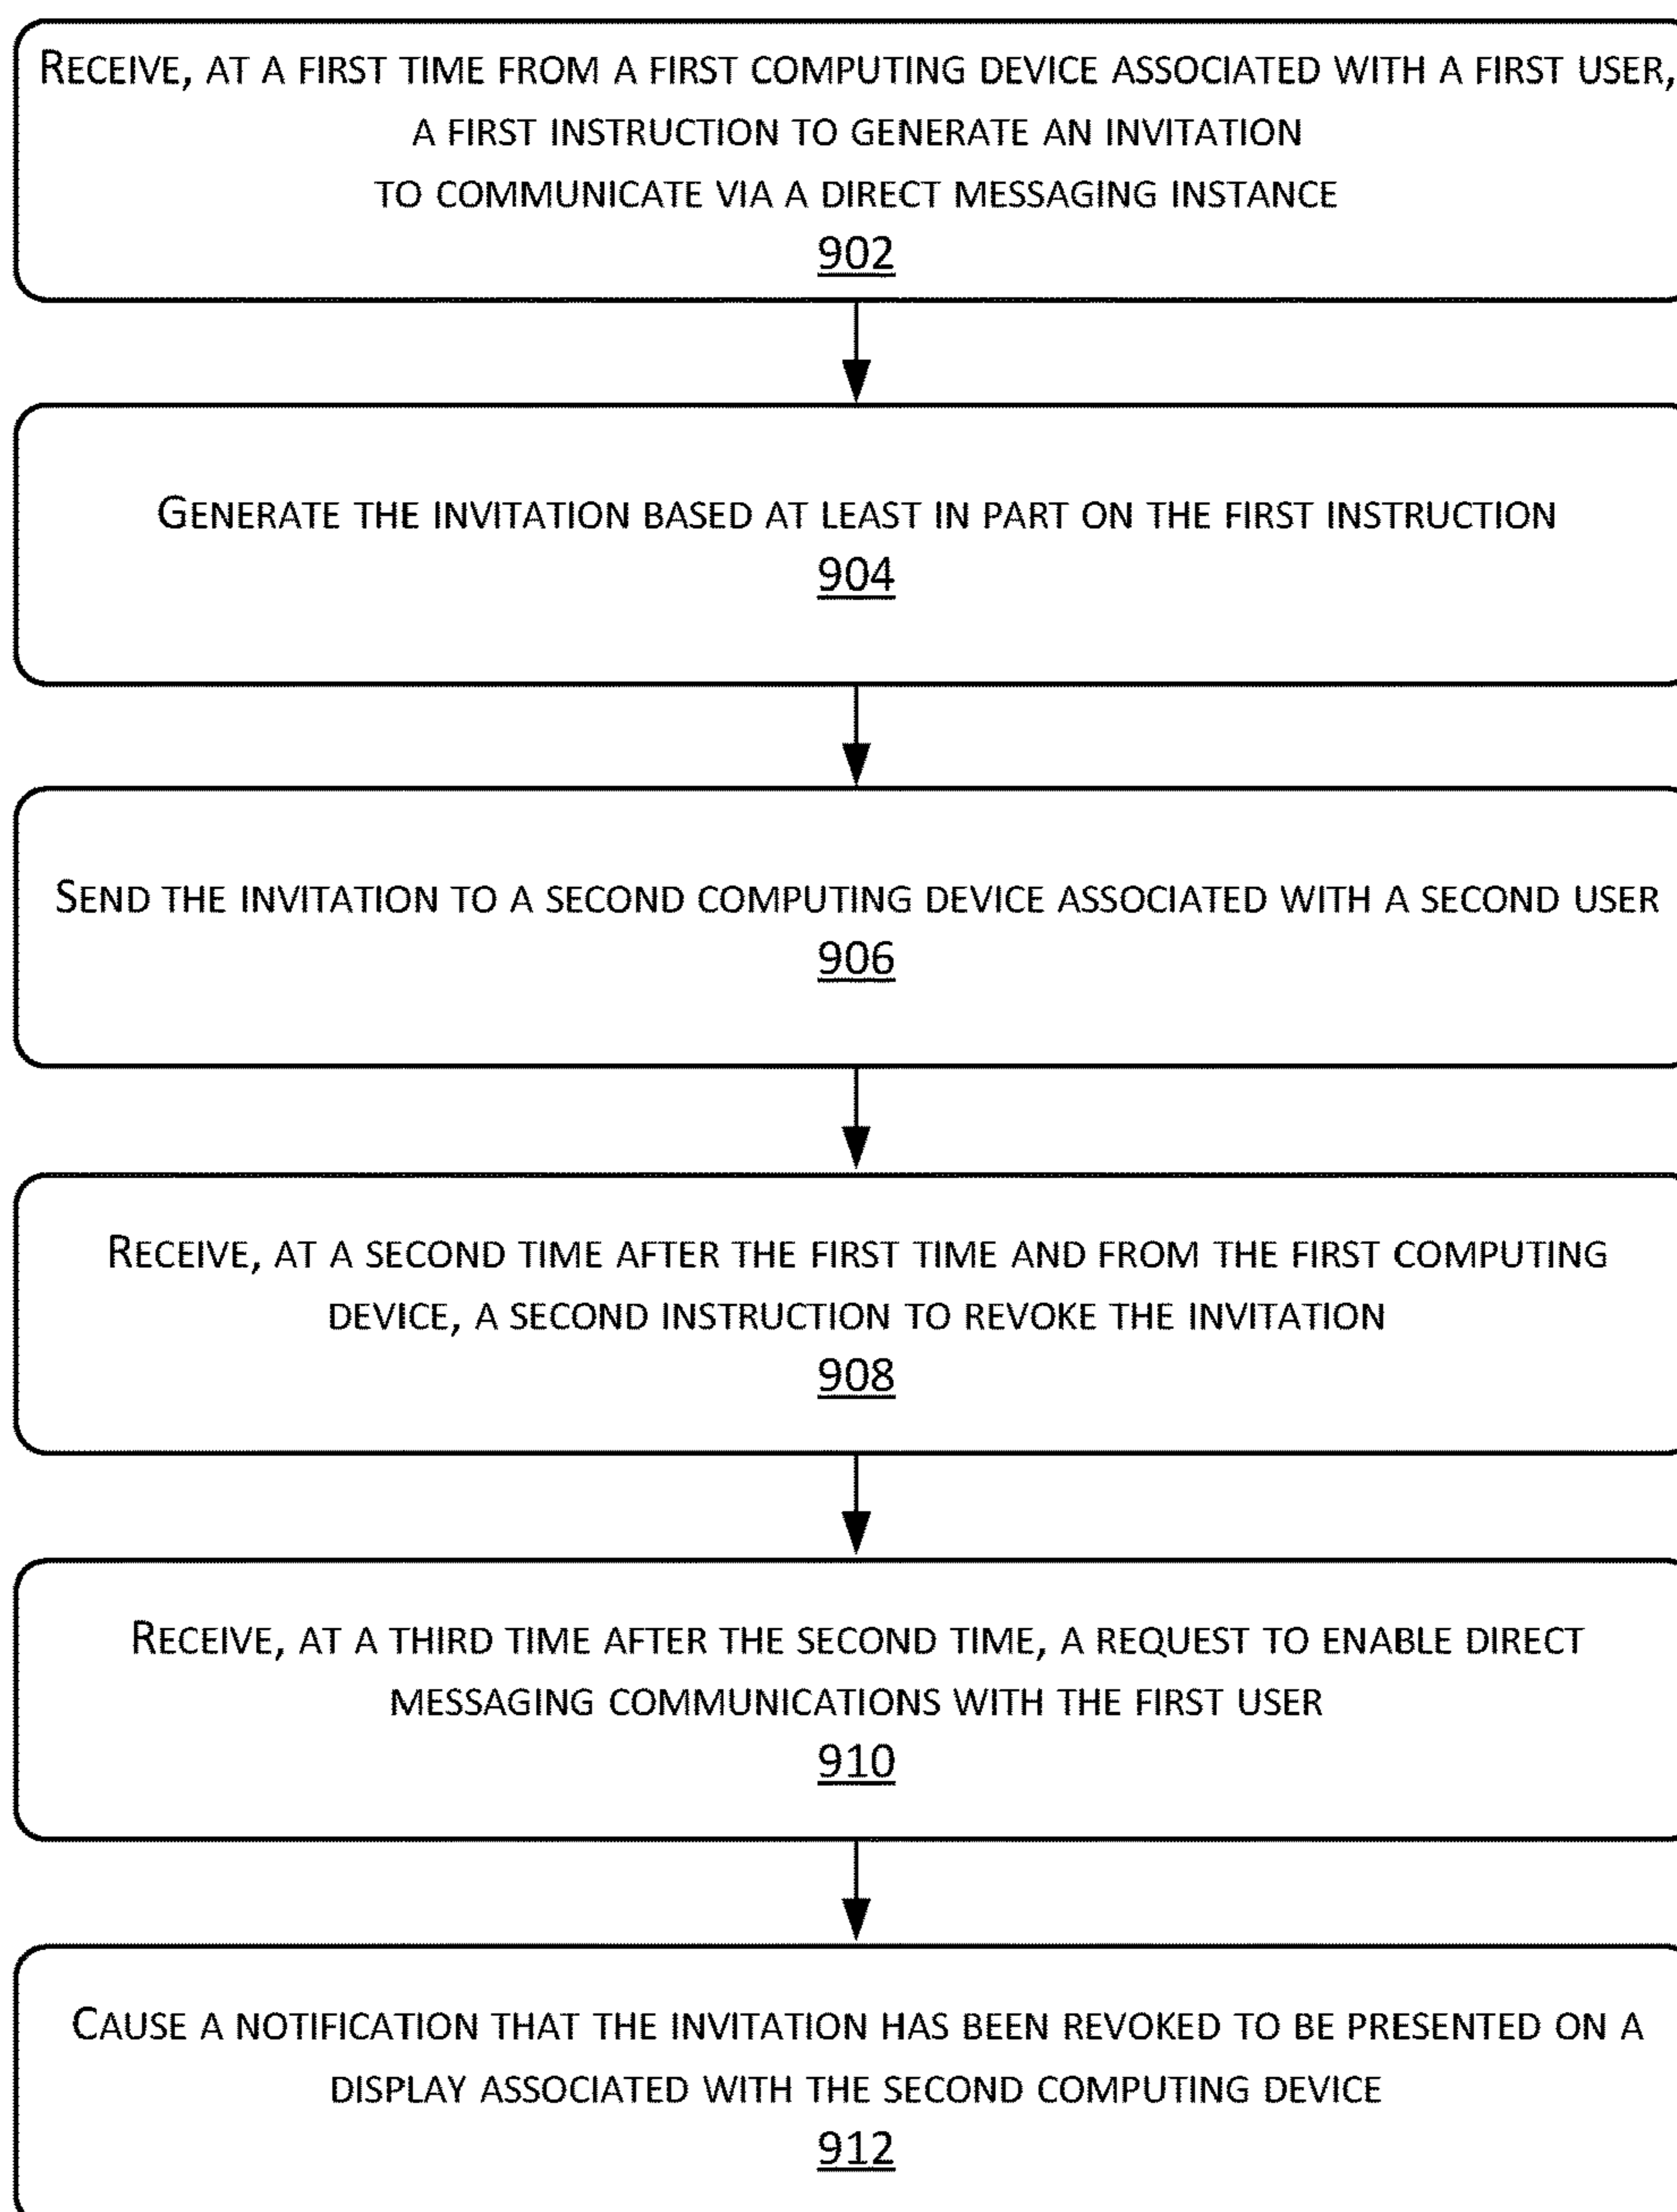 RECEIVE, AT A FIRST TIME FROM A FIRST COMPUTING DEVICE ASSOCIATED WITH A FIRST USER,
A FIRST INSTRUCTION TO GENERATE AN INVITATION
TO COMMUNICATE VIA A DIRECT MESSAGING INSTANCE
902
GENERATE THE INVITATION BASED AT LEAST IN PART ON THE FIRST INSTRUCTION
904
SEND THE INVITATION TO A SECOND COMPUTING DEVICE ASSOCIATED WITH A SECOND USER
906
RECEIVE, AT A SECOND TIME AFTER THE FIRST TIME AND FROM THE FIRST COMPUTING
DEVICE, A SECOND INSTRUCTION TO REVOKE THE INVITATION
908
RECEIVE, AT A THIRD TIME AFTER THE SECOND TIME, A REQUEST TO ENABLE DIRECT
MESSAGING COMMUNICATIONS WITH THE FIRST USER
910
CAUSE A NOTIFICATION THAT THE INVITATION HAS BEEN REVOKED TO BE PRESENTED ON A
DISPLAY ASSOCIATED WITH THE SECOND COMPUTING DEVICE
912